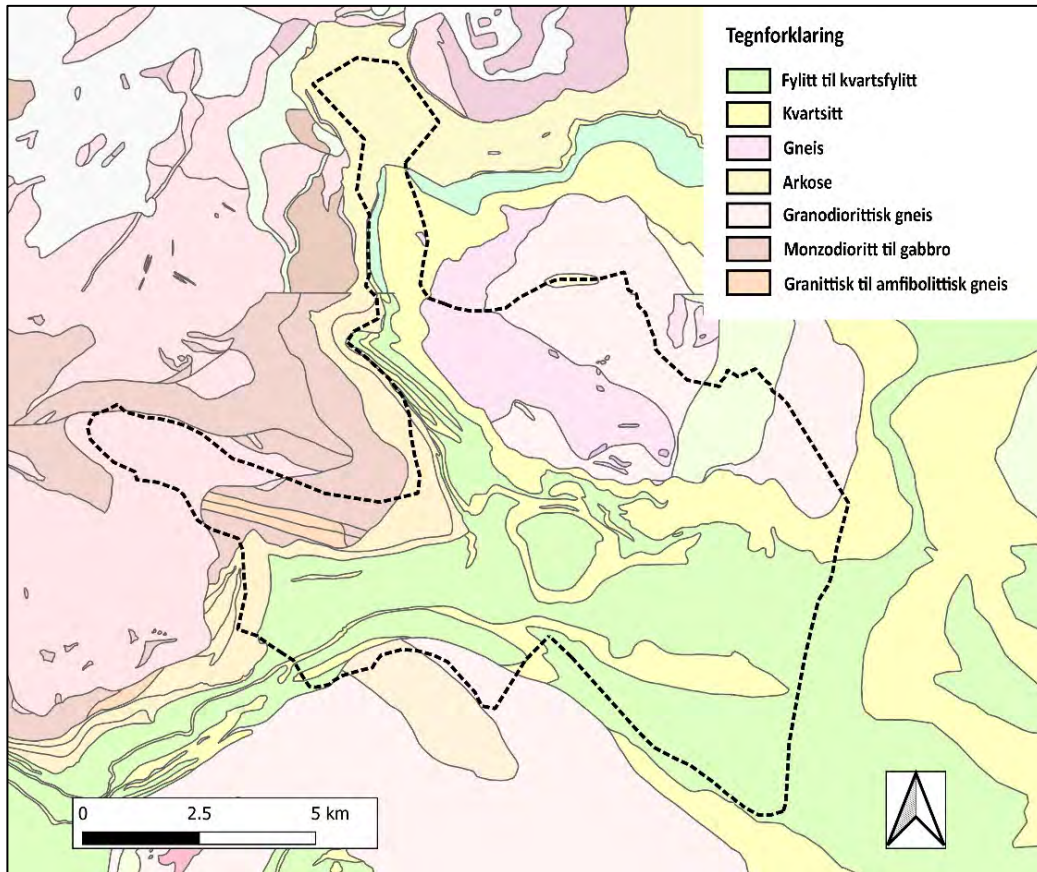 Tegnforklaring
Fylitt til kvartsfylitt
Kvartsitt
Gneis
Arkose
Granodiorittisk gneis
Monzodioritt til gabbro
Granittisk til amfibolittisk gneis
0 2.5 5 km